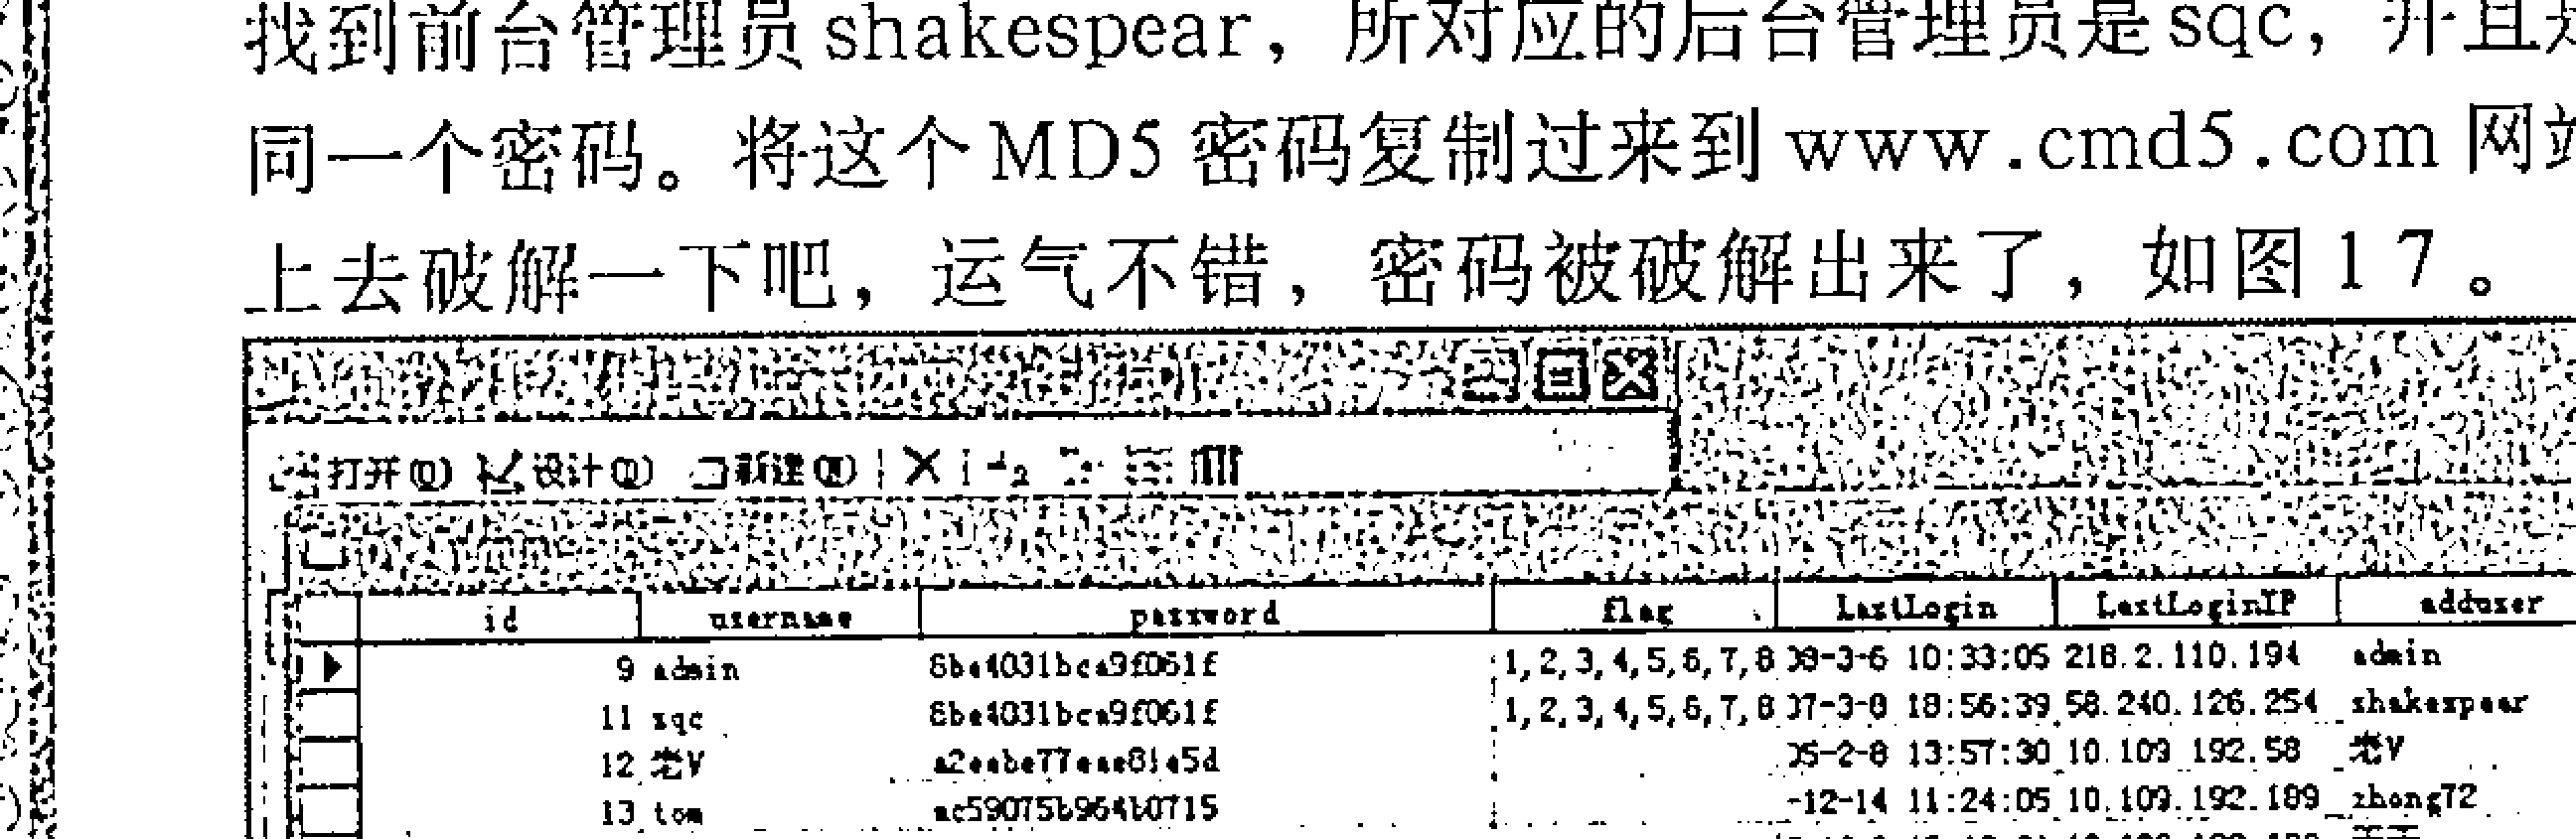 找到前台管理员shakespear，所对应的后台管理员是sqc，并且是
同一个密码。将这个MD5密码复制过来到www.cmd5.com网站
上去破解一下吧，运气不错，密码被破解出来了，如图17。
打开(O) 设计(D) 新建(N)
id username password flag LastLogin LastLoginIP adduser
9 admin 1,2,3,4,5,6,7,8 10:33:05 218.2.110.194 admin
11 sqc 1,2,3,4,5,6,7,8 18:56:39 58.240.126.254 shakespear
12 老V 13:57:30 10.109.192.58 老V
13 tom ac59075b964b0715 -12-14 11:24:05 10.109.192.189 zhong72